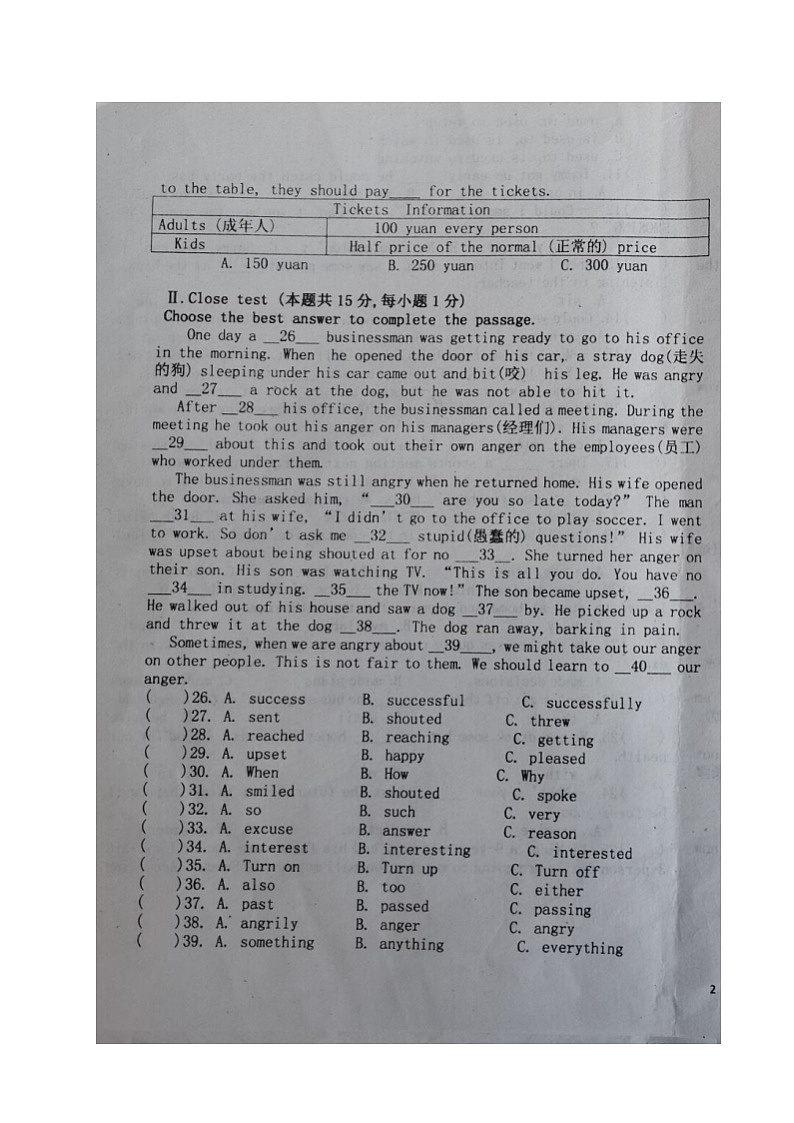 to the table, they should pay____ for the tickets.
Tickets Information
Adults (成年人) 100 yuan every person
Kids Half price of the normal (正常的) price
A. 150 yuan B. 250 yuan C. 300 yuan
Ⅱ.Close test (本题共15分,每小题1分)
Choose the best answer to complete the passage.
One day a __26___ businessman was getting ready to go to his office
in the morning. When he opened the door of his car, a stray dog(走失
的狗) sleeping under his car came out and bit(咬) his leg. He was angry
and __27___ a rock at the dog, but he was not able to hit it.
After __28___ his office, the businessman called a meeting. During the
meeting he took out his anger on his managers(经理们). His managers were
__29___ about this and took out their own anger on the employees(员工)
who worked under them.
The businessman was still angry when he returned home. His wife opened
the door. She asked him, “___30____ are you so late today?” The man
___31____ at his wife, “I didn't go to the office to play soccer. I went
to work. So don't ask me __32____ stupid(愚蠢的) questions!” His wife
was upset about being shouted at for no ___33__. She turned her anger on
their son. His son was watching TV. “This is all you do. You have no
___34____ in studying. __35____ the TV now!” The son became upset, __36___.
He walked out of his house and saw a dog __37____ by. He picked up a rock
and threw it at the dog __38____. The dog ran away, barking in pain.
Sometimes, when we are angry about __39____, we might take out our anger
on other people. This is not fair to them. We should learn to __40____ our
anger.
( )26. A. success B. successful C. successfully
( )27. A. sent B. shouted C. threw
( )28. A. reached B. reaching C. getting
( )29. A. upset B. happy C. pleased
( )30. A. When B. How C. Why
( )31. A. smiled B. shouted C. spoke
( )32. A. so B. such C. very
( )33. A. excuse B. answer C. reason
( )34. A. interest B. interesting C. interested
( )35. A. Turn on B. Turn up C. Turn off
( )36. A. also B. too C. either
( )37. A. past B. passed C. passing
( )38. A. angrily B. anger C. angry
( )39. A. something B. anything C. everything
2